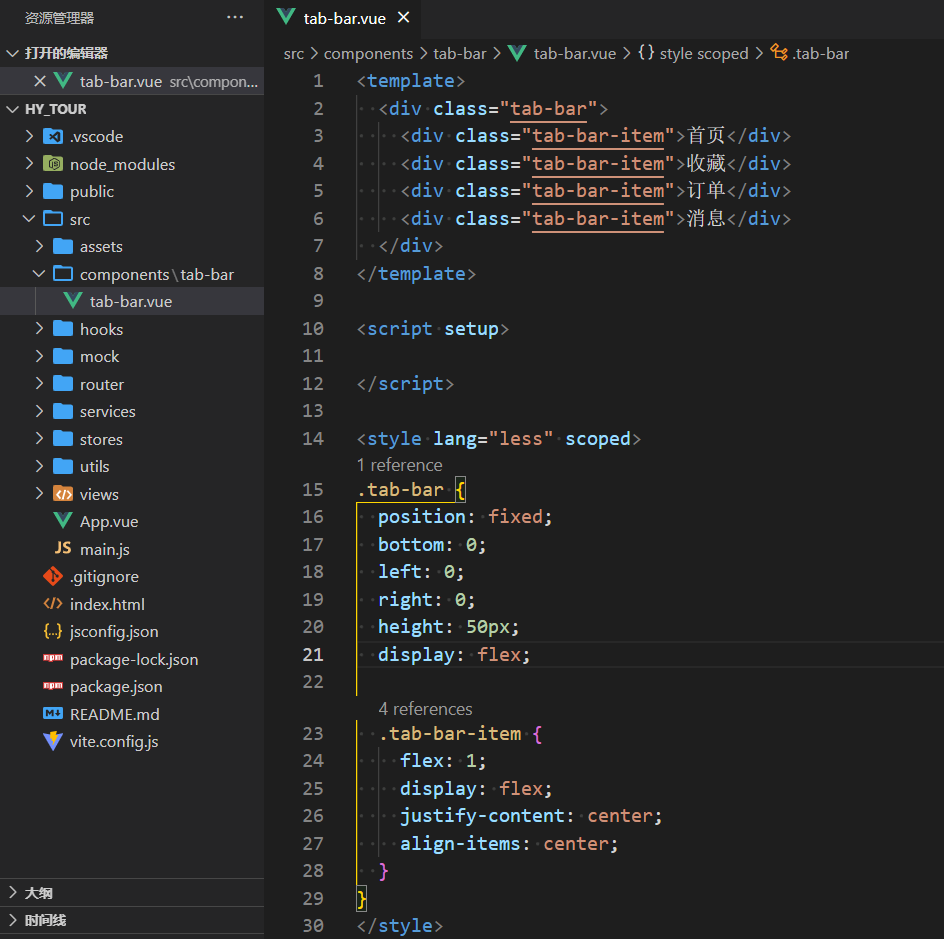 资源管理器 ···
打开的编辑器
tab-bar.vue src\compon...
HY_TOUR
.vscode
node_modules
public
src
assets
components\tab-bar
tab-bar.vue
hooks
mock
router
services
stores
utils
views
App.vue
JS main.js
.gitignore
index.html
{..} jsconfig.json
npm package-lock.json
npm package.json
M README.md
vite.config.js
大纲
时间线
tab-bar.vue
src > components > tab-bar > tab-bar.vue > {} style scoped > .tab-bar
1 <template>
2 <div class="tab-bar">
3 <div class="tab-bar-item">首页</div>
4 <div class="tab-bar-item">收藏</div>
5 <div class="tab-bar-item">订单</div>
6 <div class="tab-bar-item">消息</div>
7 </div>
8 </template>
9
10 <script setup>
11
12 </script>
13
14 <style lang="less" scoped>
1 reference
15 .tab-bar {
16 position: fixed;
17 bottom: 0;
18 left: 0;
19 right: 0;
20 height: 50px;
21 display: flex;
22
4 references
23 .tab-bar-item {
24 flex: 1;
25 display: flex;
26 justify-content: center;
27 align-items: center;
28 }
29 }
30 </style>